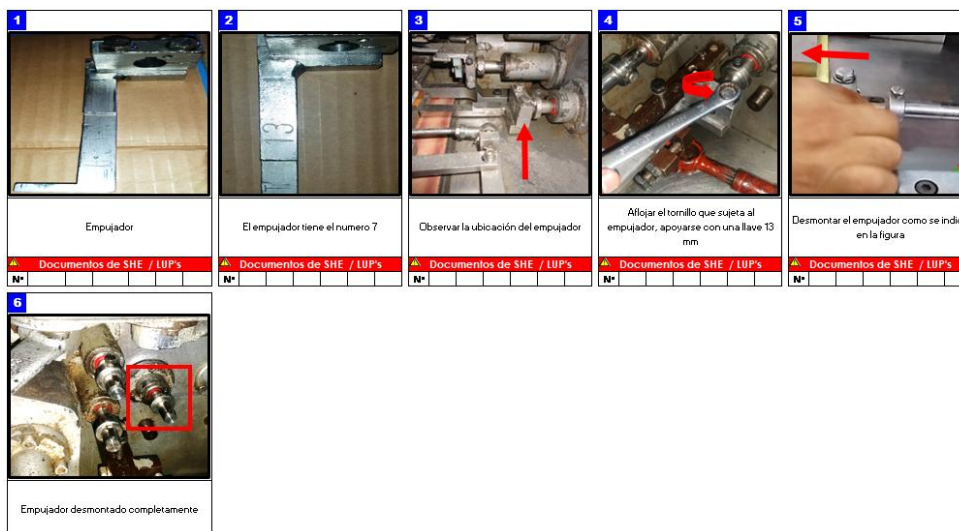 1
Empujador
Documentos de SHE / LUP's
N°
2
El empujador tiene el numero 7
Documentos de SHE / LUP's
N°
3
Observar la ubicación del empujador
Documentos de SHE / LUP's
N°
4
Aflojar el tornillo que sujeta al
empujador, apoyarse con una llave 13
mm
Documentos de SHE / LUP's
N°
5
Desmontar el empujador como se indi
en la figura
Documentos de SHE / LUP's
N°
6
Empujador desmontado completamente